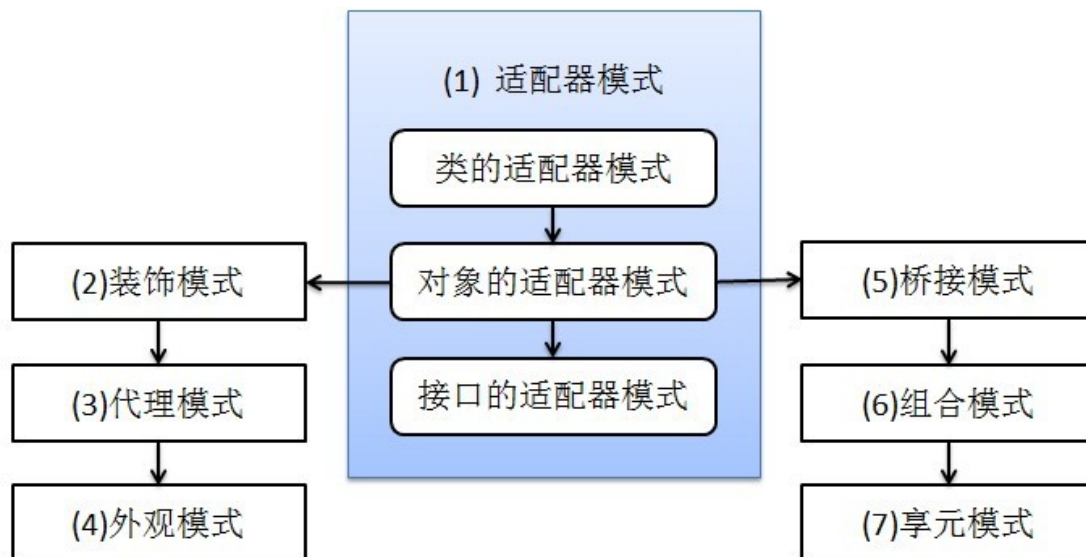 (1) 适配器模式
类的适配器模式
对象的适配器模式
接口的适配器模式
(2)装饰模式
(3)代理模式
(4)外观模式
(5)桥接模式
(6)组合模式
(7)享元模式